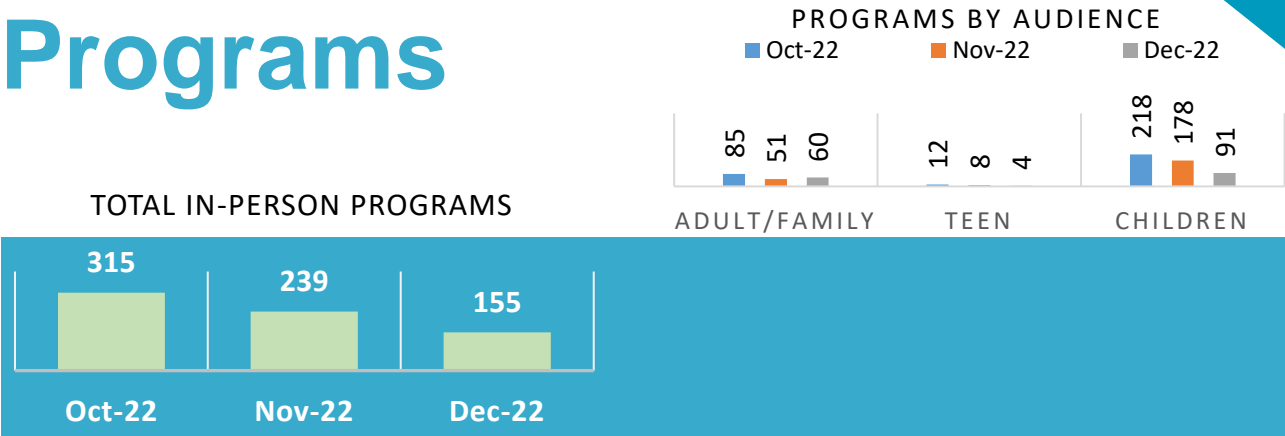 Programs
PROGRAMS BY AUDIENCE
Oct-22 Nov-22 Dec-22
85 51 60 12 8 4 218 178 91
ADULT/FAMILY TEEN CHILDREN
TOTAL IN-PERSON PROGRAMS
315 239 155
Oct-22 Nov-22 Dec-22